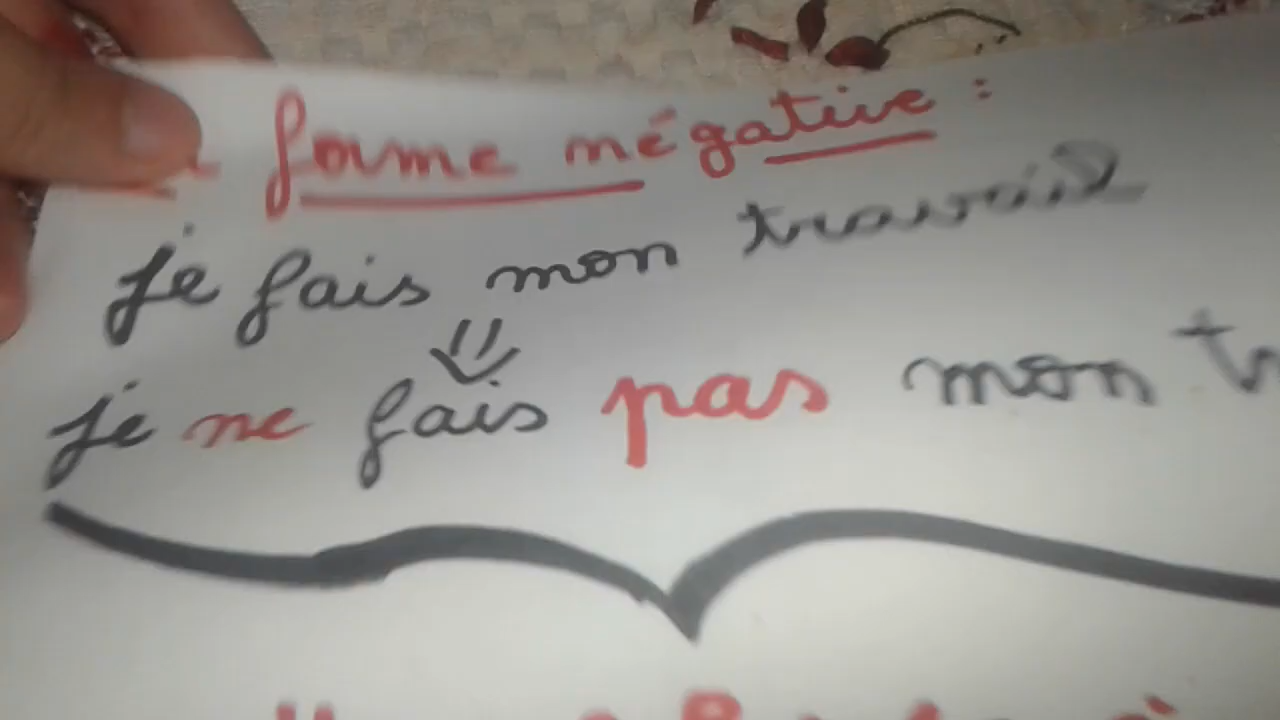 forme négative :
je fais mon travail
je ne fais pas mon